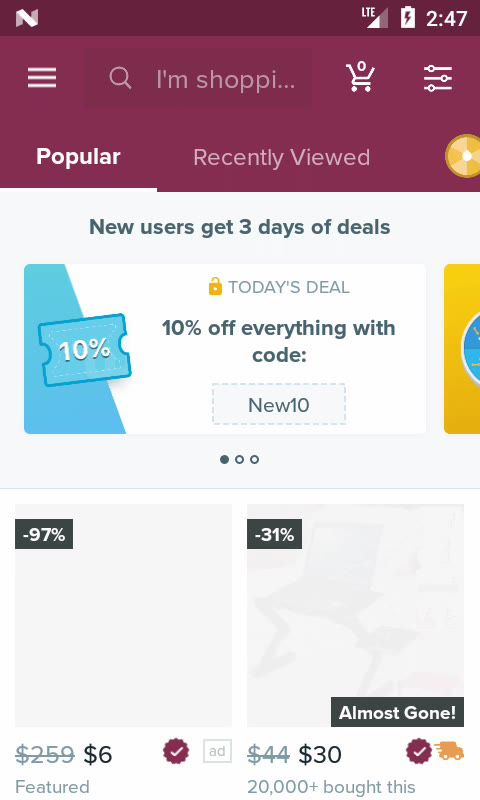 LTE 2:47
I'm shoppi... 0
Popular Recently Viewed
New users get 3 days of deals
TODAY'S DEAL
10% off everything with
code:
10%
New10
-97% -31%
Almost Gone!
$259 $6 ad $44 $30
Featured 20,000+ bought this